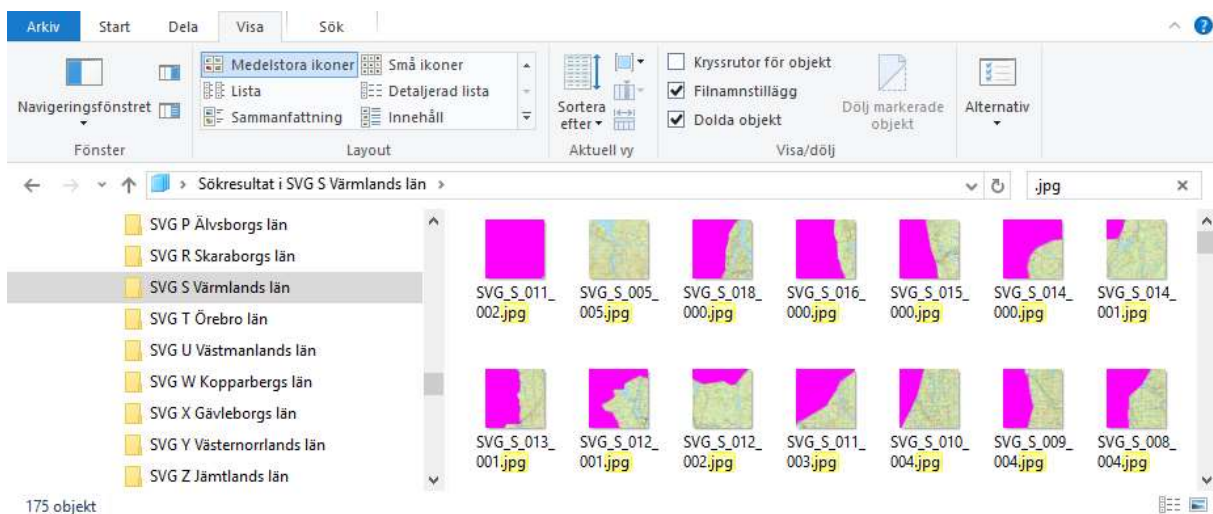 Arkiv Start Dela Visa Sök
Medelstora ikoner Små ikoner
Lista Detaljerad lista
Sammanfattning Innehåll
Navigeringsfönstret
Sortera
efter
Kryssrutor för objekt
Filnamnstillägg
Dolda objekt
Dölj markerade
objekt
Alternativ
Fönster Layout Aktuell vy Visa/dölj
Sökresultat i SVG S Värmlands län .jpg
SVG P Älvsborgs län
SVG R Skaraborgs län
SVG S Värmlands län
SVG T Örebro län
SVG U Västmanlands län
SVG W Kopparbergs län
SVG X Gävleborgs län
SVG Y Västernorrlands län
SVG Z Jämtlands län
SVG_S_011_ SVG_S_005_ SVG_S_018_ SVG_S_016_ SVG_S_015_ SVG_S_014_ SVG_S_014_
002.jpg 005.jpg 000.jpg 000.jpg 000.jpg 000.jpg 001.jpg
SVG_S_013_ SVG_S_012_ SVG_S_012_ SVG_S_011_ SVG_S_010_ SVG_S_009_ SVG_S_008_
001.jpg 001.jpg 002.jpg 003.jpg 004.jpg 004.jpg 004.jpg
175 objekt